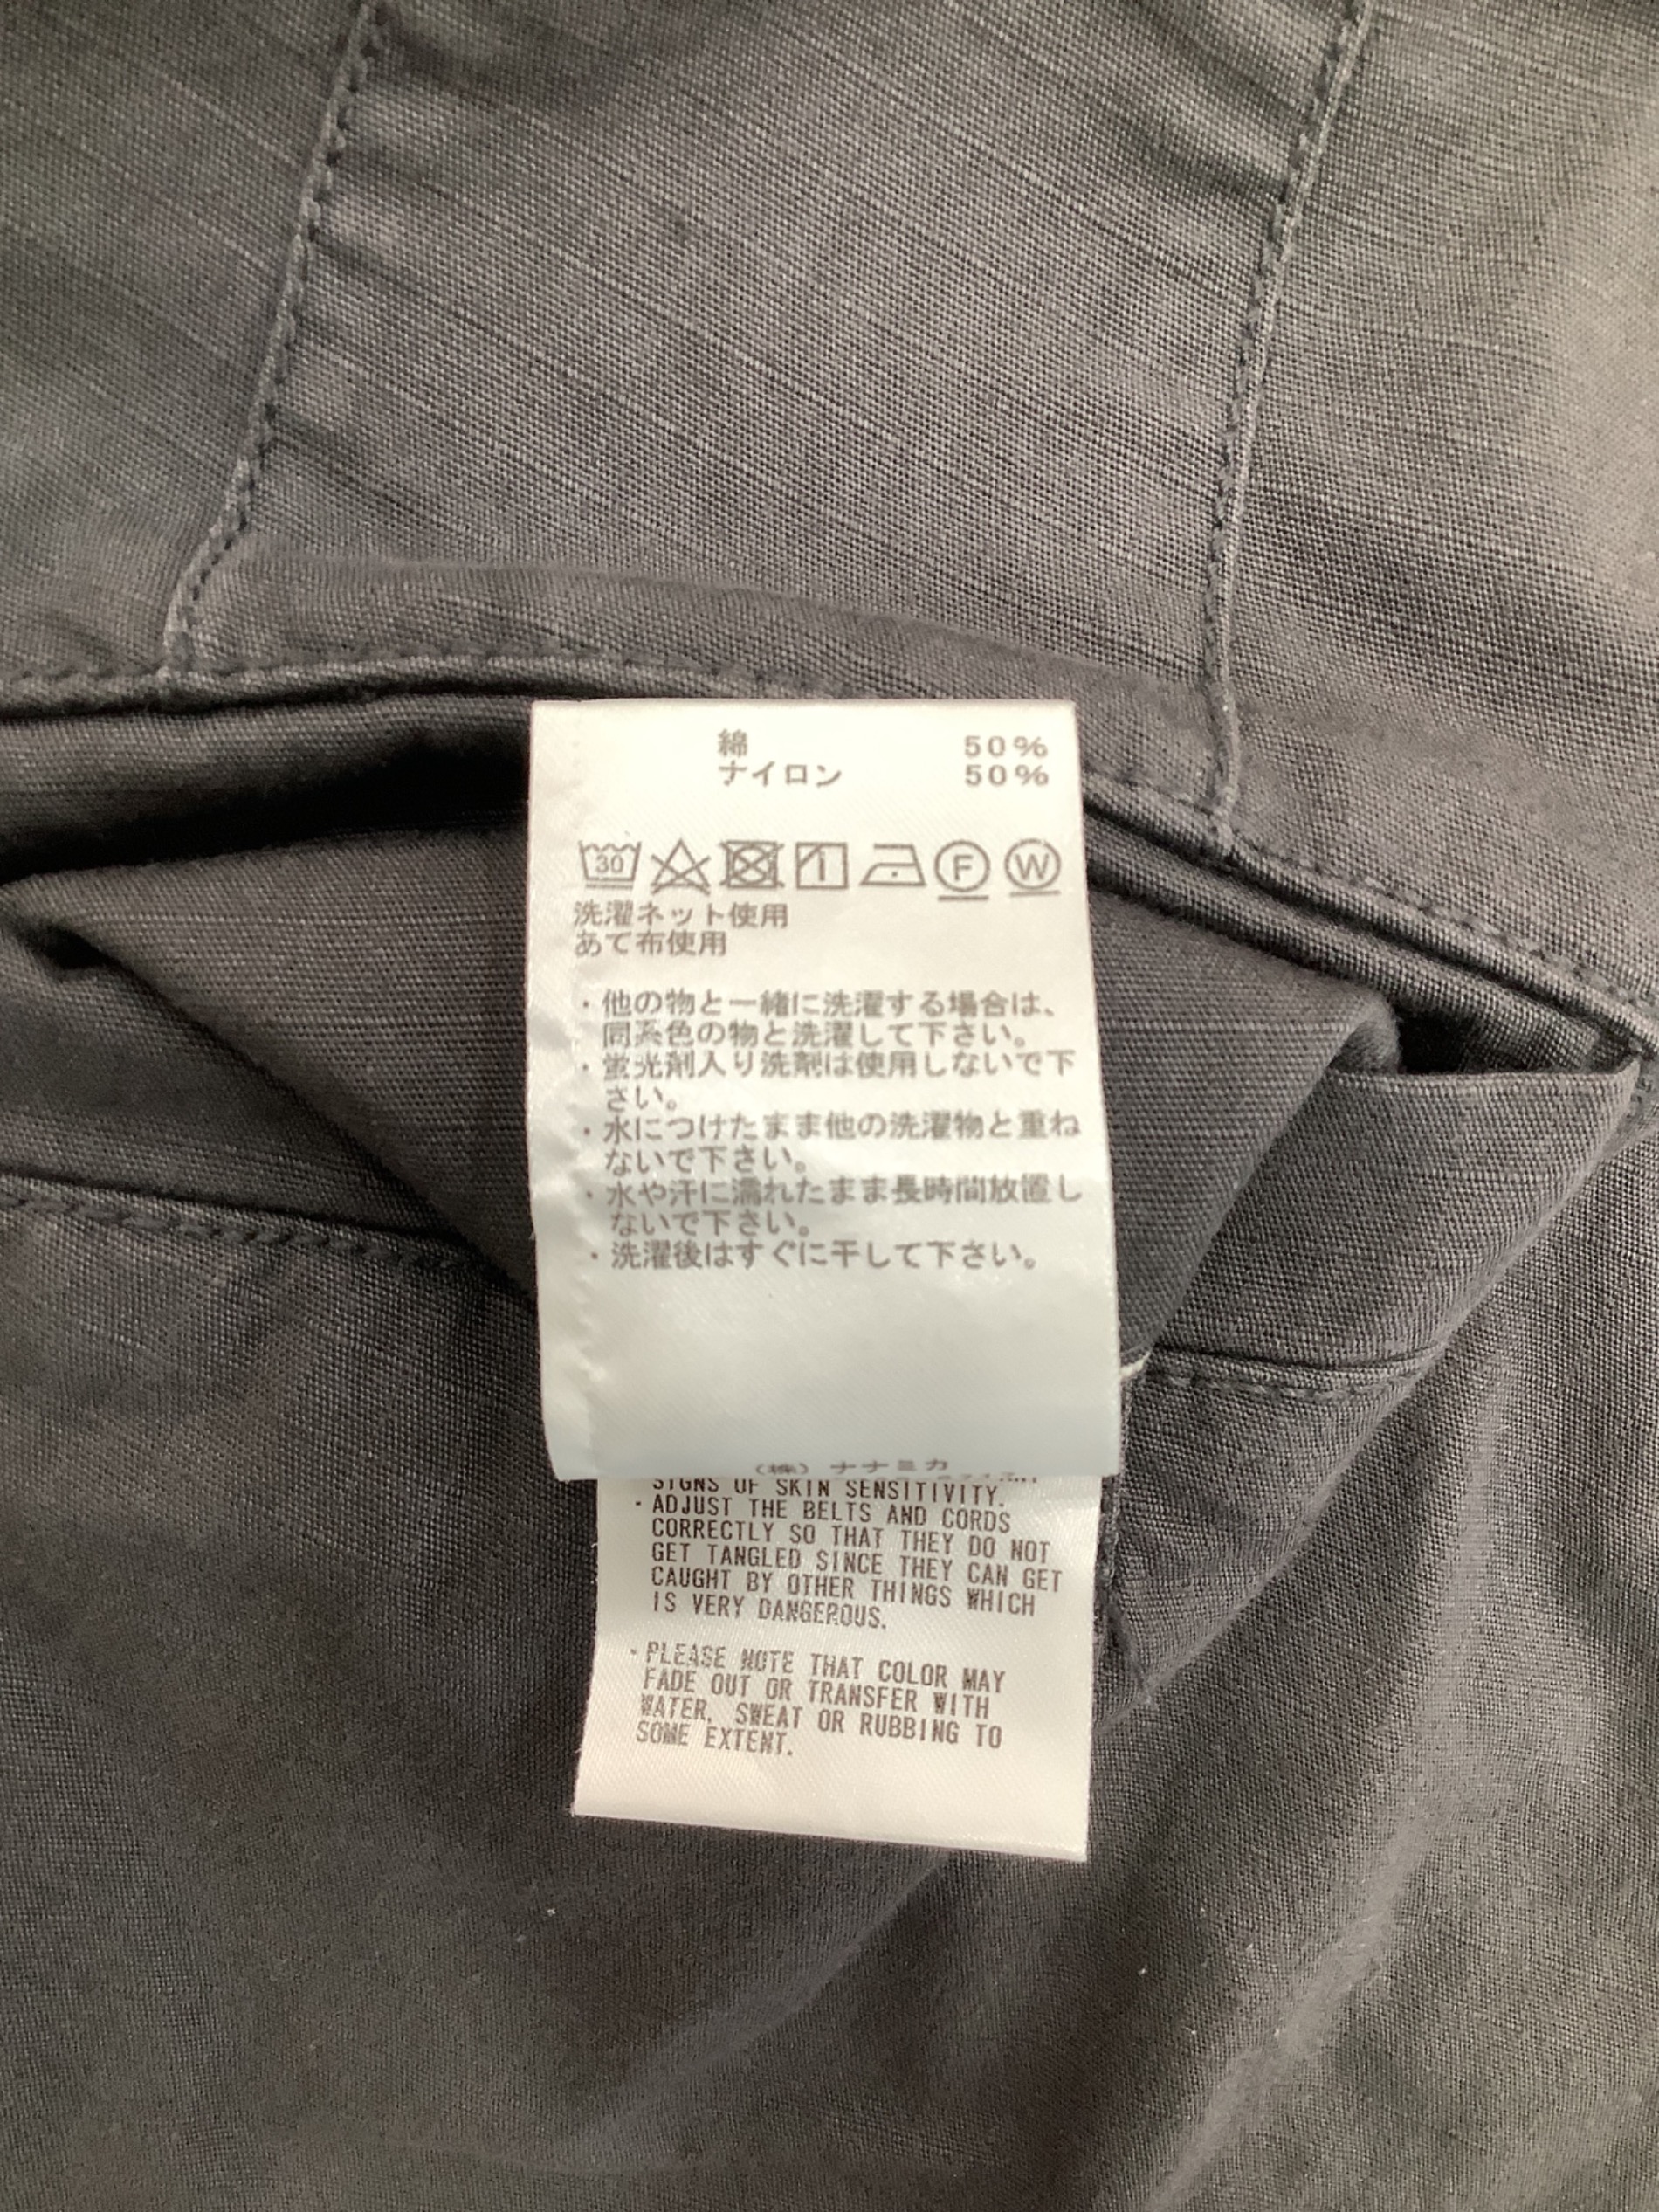 綿 50%
ナイロン 50%
30 F W
洗濯ネット使用
あて布使用
・他の物と一緒に洗濯する場合は、
同系色の物と洗濯して下さい。
・蛍光剤入り洗剤は使用しないで下
さい。
・水につけたまま他の洗濯物と重ね
ないで下さい。
・水や汗に濡れたまま長時間放置し
ないで下さい。
・洗濯後はすぐに干して下さい。
(株) ナナミカ
SIGNS OF SKIN SENSITIVITY.
・ADJUST THE BELTS AND CORDS
CORRECTLY SO THAT THEY DO NOT
GET TANGLED SINCE THEY CAN GET
CAUGHT BY OTHER THINGS WHICH
IS VERY DANGEROUS.
・PLEASE NOTE THAT COLOR MAY
FADE OUT OR TRANSFER WITH
WATER, SWEAT OR RUBBING TO
SOME EXTENT.